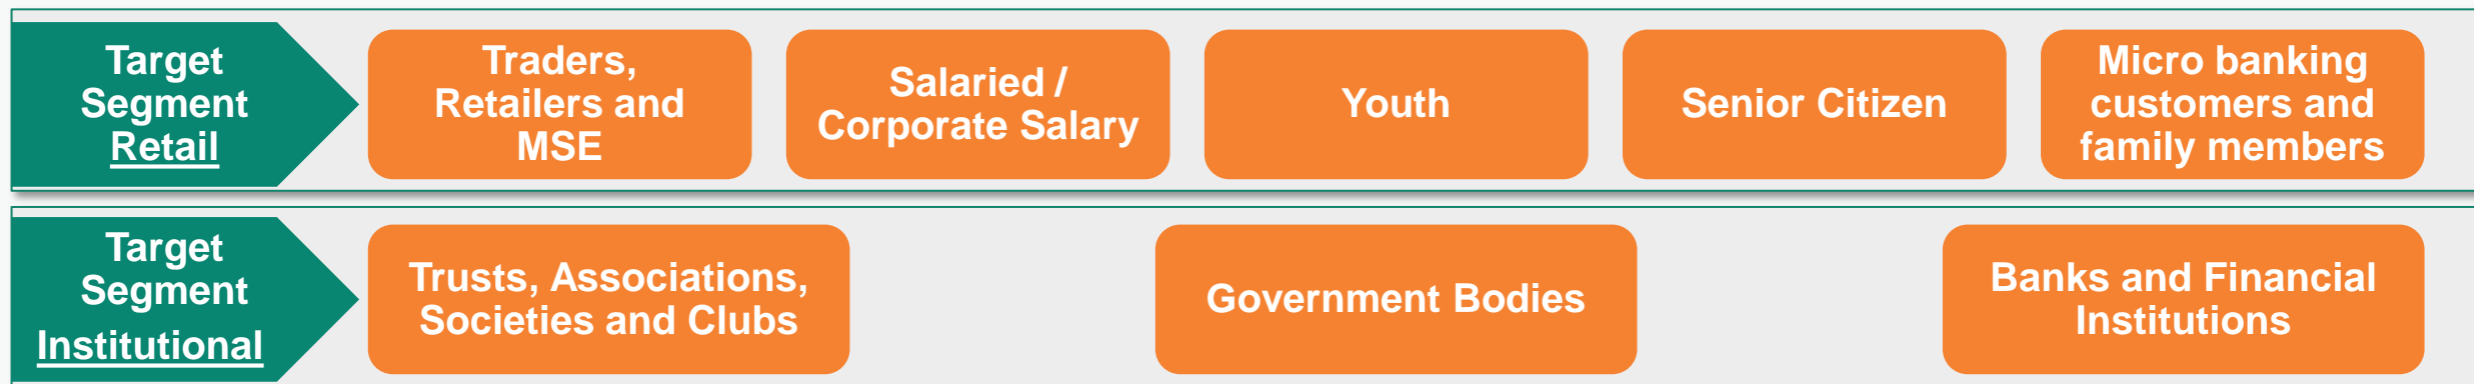 Target
Segment
Retail
Traders,
Retailers and
MSE
Salaried /
Corporate Salary
Youth
Senior Citizen
Micro banking
customers and
family members
Target
Segment
Institutional
Trusts, Associations,
Societies and Clubs
Government Bodies
Banks and Financial
Institutions